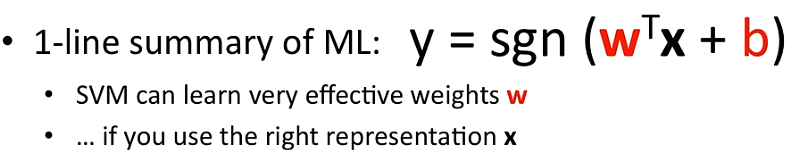 • 1-line summary of ML: y = sgn (wᵀx + b)
• SVM can learn very effective weights w
• ... if you use the right representation x